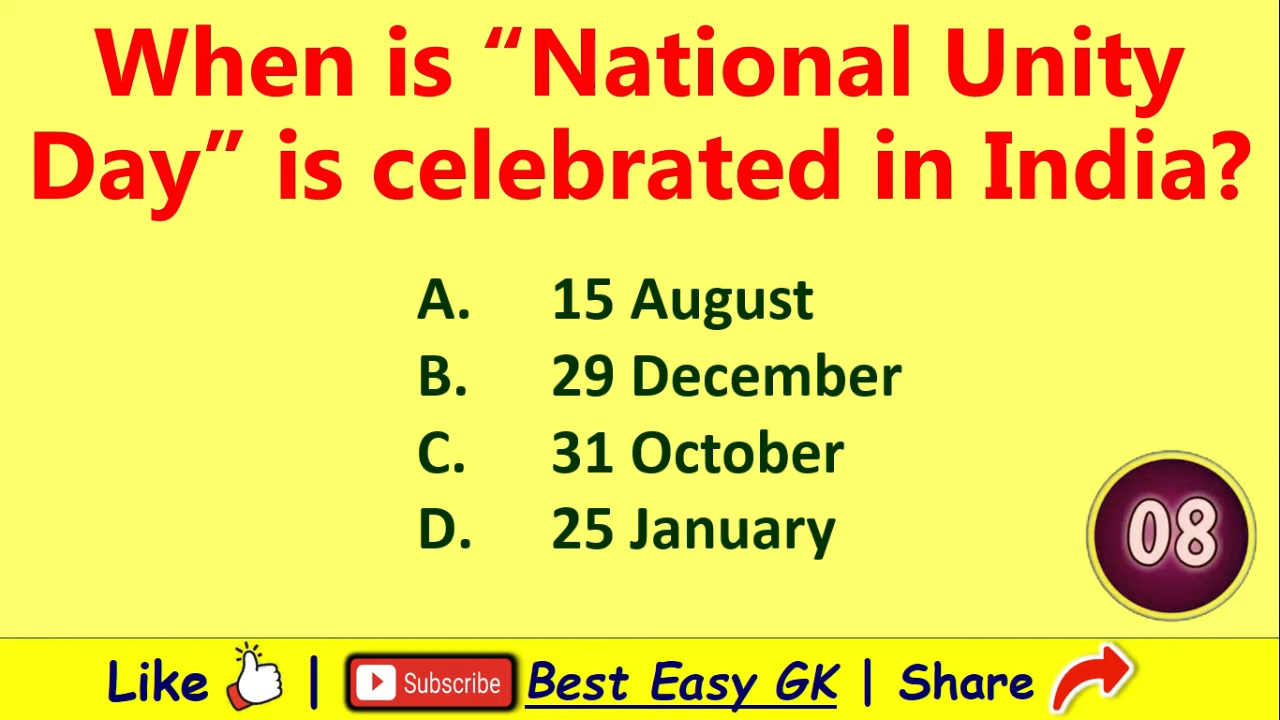 When is “National Unity
Day” is celebrated in India?
A. 15 August
B. 29 December
C. 31 October
D. 25 January
08
Like | Subscribe Best Easy GK | Share